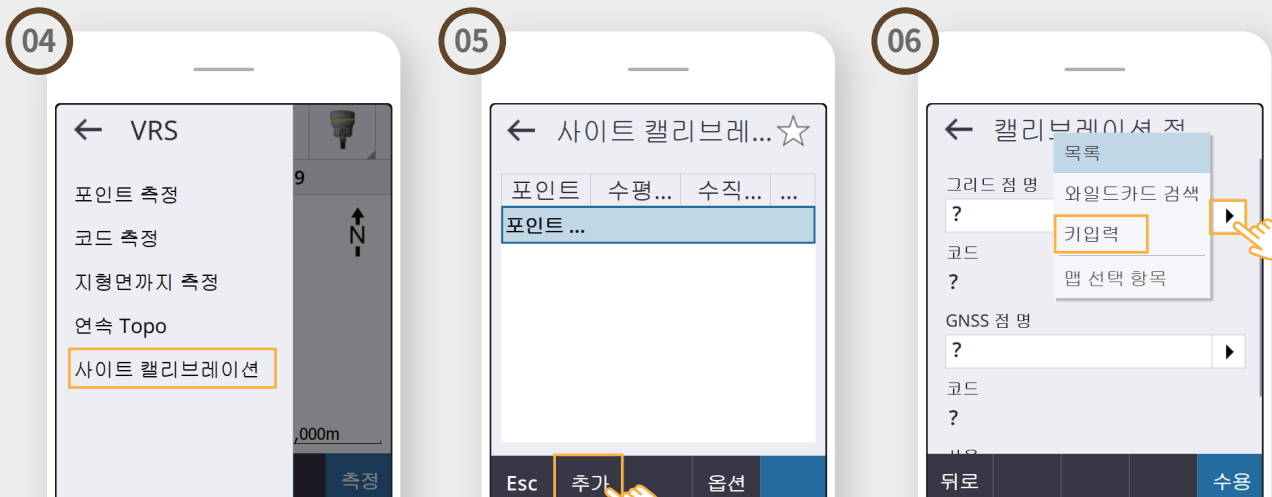 04
VRS
포인트 측정
코드 측정
지형면까지 측정
연속 Topo
사이트 캘리브레이션
9
N
,000m
측정
05
사이트 캘리브레...
포인트 수평... 수직... ...
포인트 ...
Esc 추가 옵션
06
캘리브레이션 점
목록
와일드카드 검색
키입력
맵 선택 항목
그리드 점 명
?
코드
?
GNSS 점 명
?
코드
?
뒤로 수용